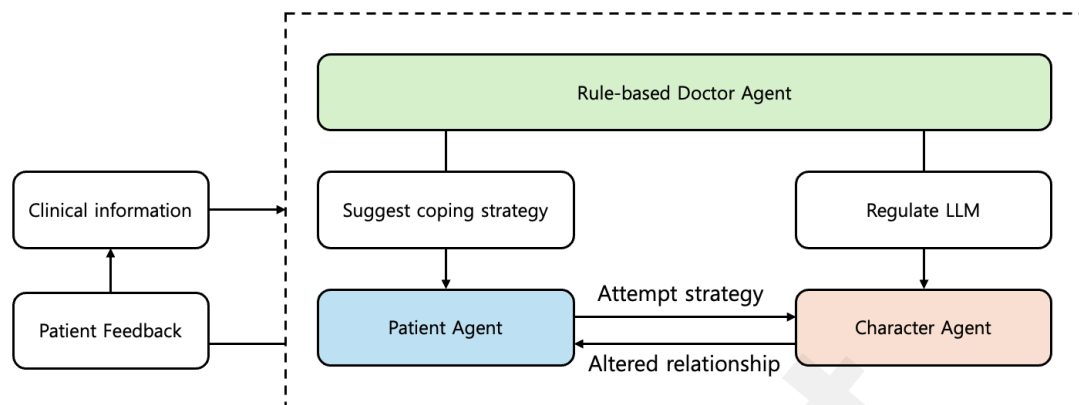 Rule-based Doctor Agent
Clinical information
Suggest coping strategy
Regulate LLM
Patient Feedback
Patient Agent
Attempt strategy
Altered relationship
Character Agent